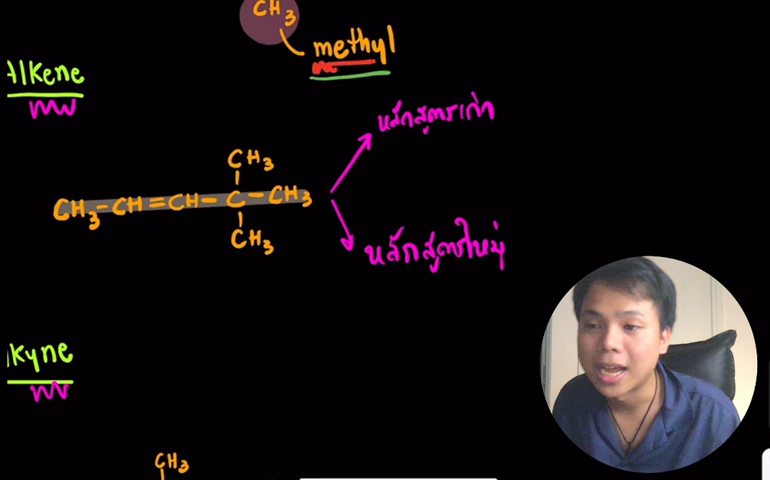 CH3
methyl
Alkene
หลักสูตรเก่า
CH3
CH3-CH=CH-C-CH3
CH3
หลักสูตรใหม่
kyne
CH3